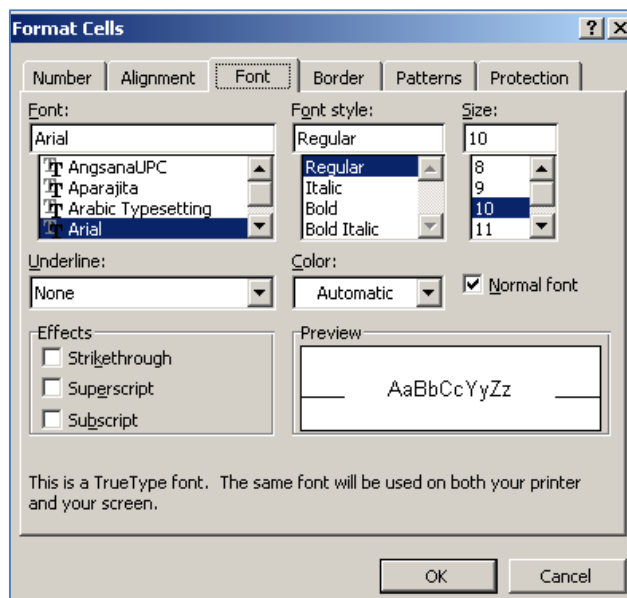 Format Cells
Number Alignment Font Border Patterns Protection
Font: Font style: Size:
Arial Regular 10
AngsanaUPC Regular 8
Aparajita Italic 9
Arabic Typesetting Bold 10
Arial Bold Italic 11
Underline: Color:
None Automatic Normal font
Effects Preview
Strikethrough
Superscript AaBbCcYyZz
Subscript
This is a TrueType font. The same font will be used on both your printer
and your screen.
OK Cancel